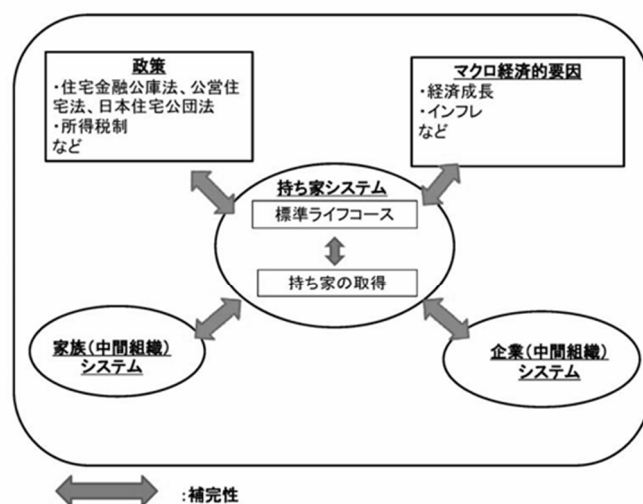 政策
・住宅金融公庫法、公営住
宅法、日本住宅公団法
・所得税制
など
マクロ経済的要因
・経済成長
・インフレ
など
持ち家システム
標準ライフコース
持ち家の取得
家族(中間組織)
システム
企業(中間組織)
システム
:補完性